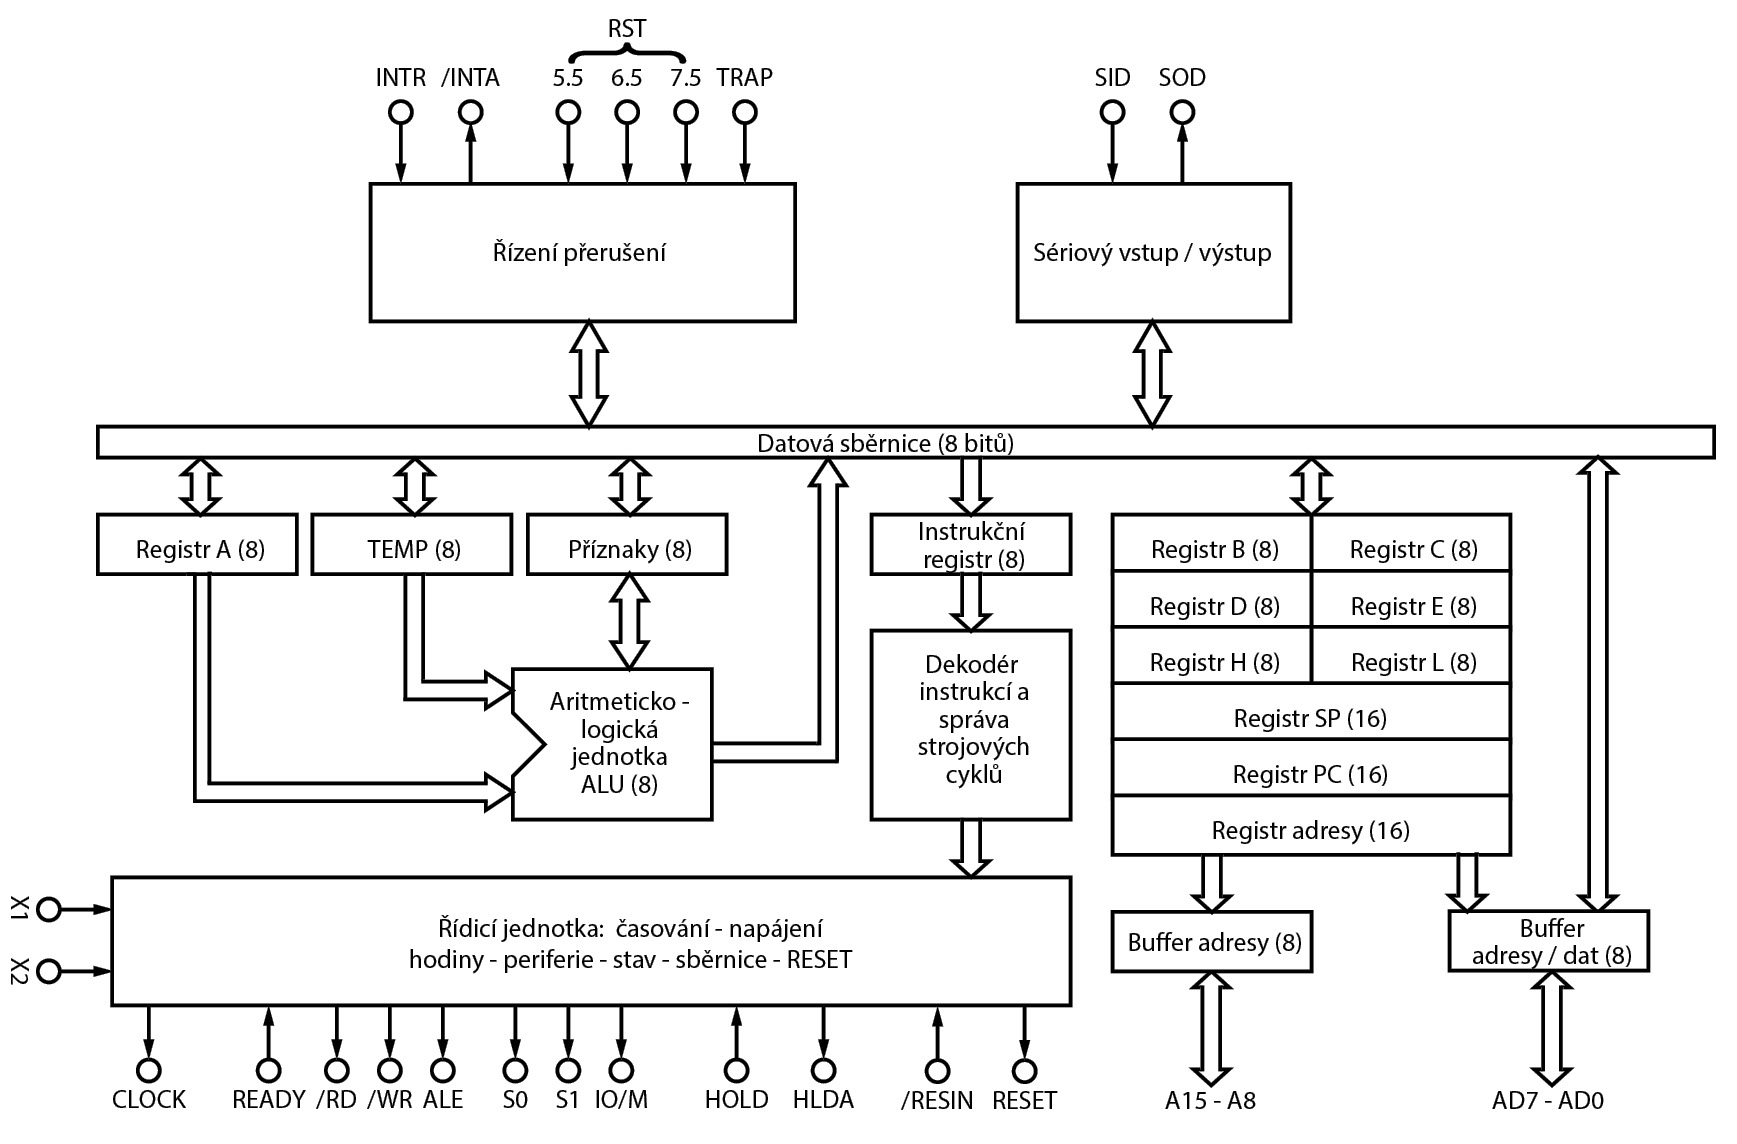 RST
INTR /INTA 5.5 6.5 7.5 TRAP
SID SOD
Řízení přerušení
Sériový vstup / výstup
Datová sběrnice (8 bitů)
Registr A (8)
TEMP (8)
Příznaky (8)
Instrukční
registr (8)
Registr B (8)
Registr C (8)
Registr D (8)
Registr E (8)
Registr H (8)
Registr L (8)
Registr SP (16)
Registr PC (16)
Registr adresy (16)
Aritmeticko -
logická
jednotka
ALU (8)
Dekodér
instrukcí a
správa
strojových
cyklů
X1
X2
Řídicí jednotka: časování - napájení
hodiny - periferie - stav - sběrnice - RESET
Buffer adresy (8)
Buffer
adresy / dat (8)
CLOCK READY /RD /WR ALE S0 S1 IO/M HOLD HLDA /RESIN RESET
A15 - A8
AD7 - AD0